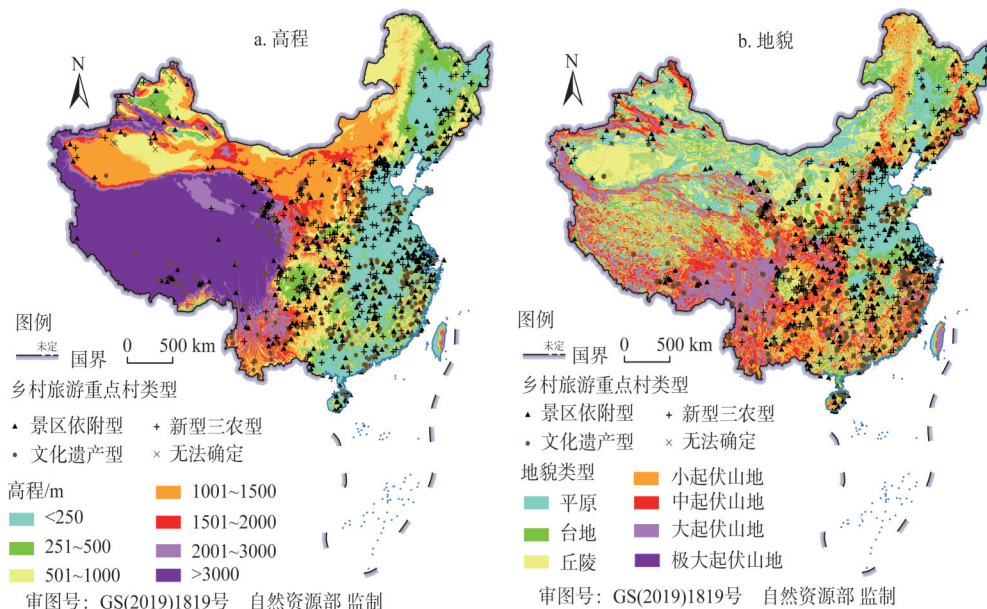 a. 高程
N
图例
未定
国界
0 500 km
乡村旅游重点村类型
景区依附型
新型三农型
文化遗产型
无法确定
高程/m
<250
251~500
501~1000
1001~1500
1501~2000
2001~3000
>3000
审图号：GS(2019)1819号 自然资源部 监制
b. 地貌
N
图例
未定
国界
0 500 km
乡村旅游重点村类型
景区依附型
新型三农型
文化遗产型
无法确定
地貌类型
平原
台地
丘陵
小起伏山地
中起伏山地
大起伏山地
极大起伏山地
审图号：GS(2019)1819号 自然资源部 监制